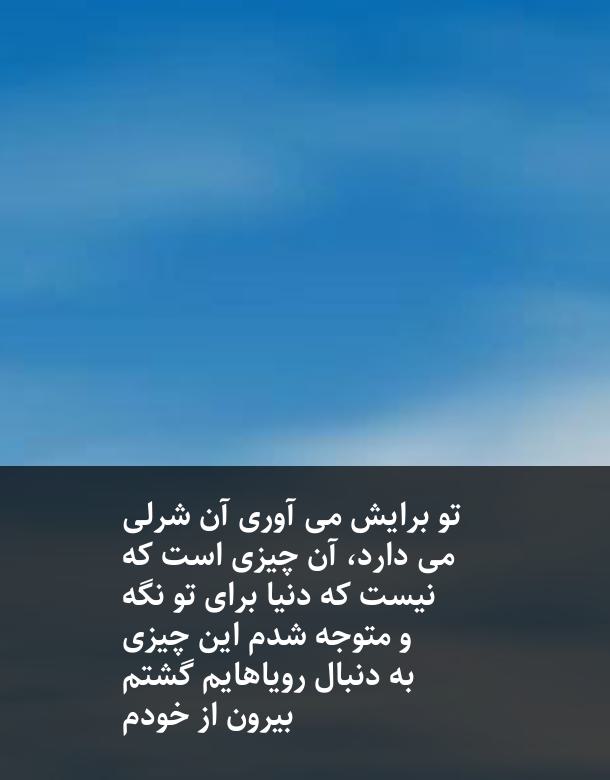 تو برایش می آوری آن شرلی
می دارد، آن چیزی است که
نیست که دنیا برای تو نگه
و متوجه شدم این چیزی
به دنبال رویاهایم گشتم
بیرون از خودم